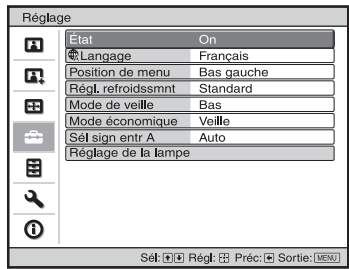 Réglage
État On
Langage Français
Position de menu Bas gauche
Régl. refroidssmnt Standard
Mode de veille Bas
Mode économique Veille
Sél sign entr A Auto
Réglage de la lampe
Sél: Régl: Préc: Sortie: MENU